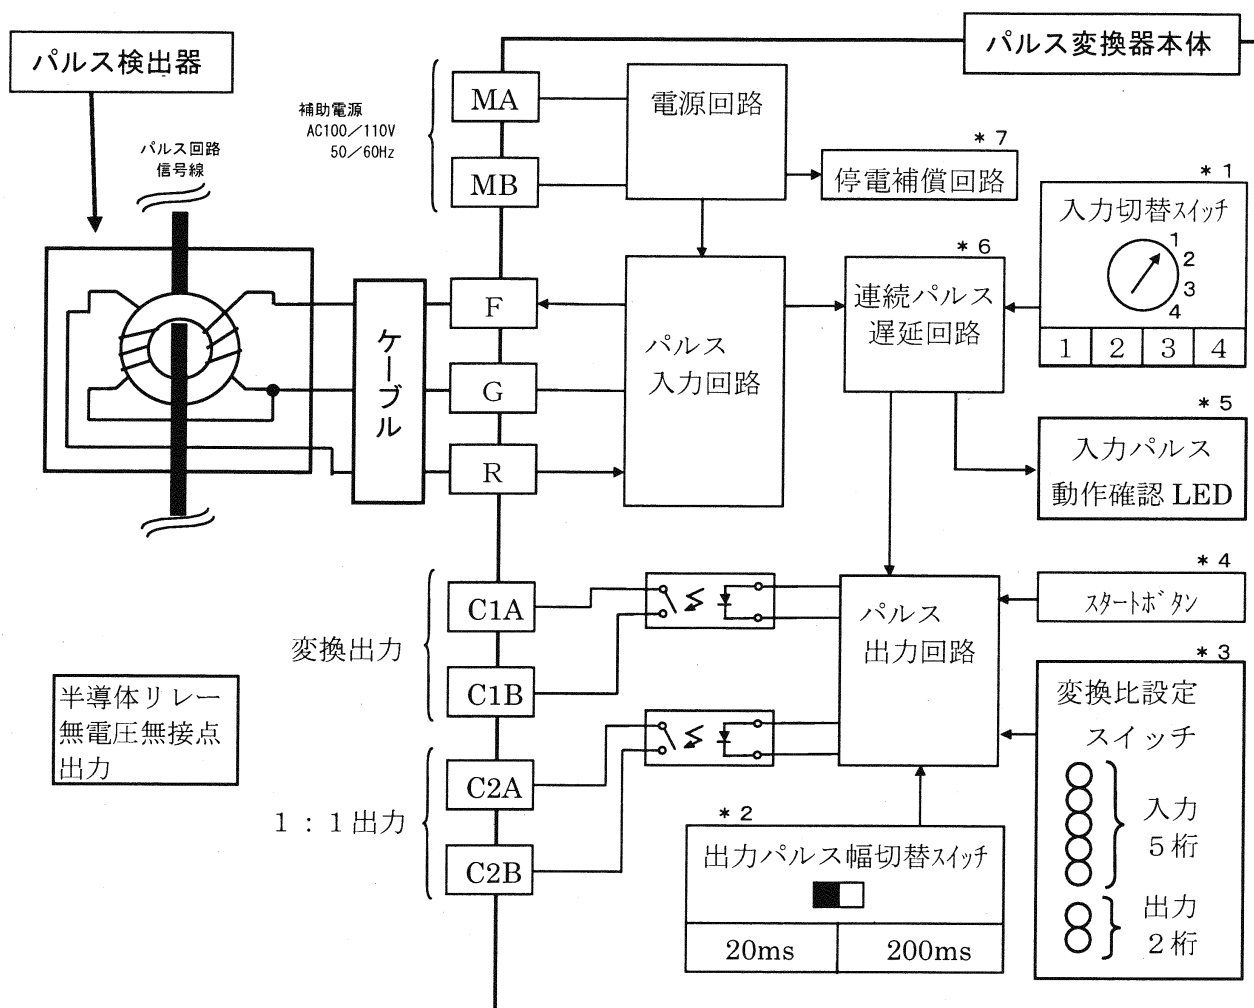 パルス変換器本体
パルス検出器
補助電源
AC100／110V
50／60Hz
パルス回路
信号線
MA
MB
電源回路
＊7
停電補償回路
＊1
入力切替スイッチ
1
2
3
4
1 2 3 4
＊6
連続パルス
遅延回路
F
G
R
ケーブル
パルス
入力回路
＊5
入力パルス
動作確認 LED
＊4
スタートボタン
＊3
変換比設定
スイッチ
入力
５桁
出力
２桁
パルス
出力回路
変換出力
C1A
C1B
１：１出力
C2A
C2B
半導体リレー
無電圧無接点
出力
＊2
出力パルス幅切替スイッチ
20ms 200ms